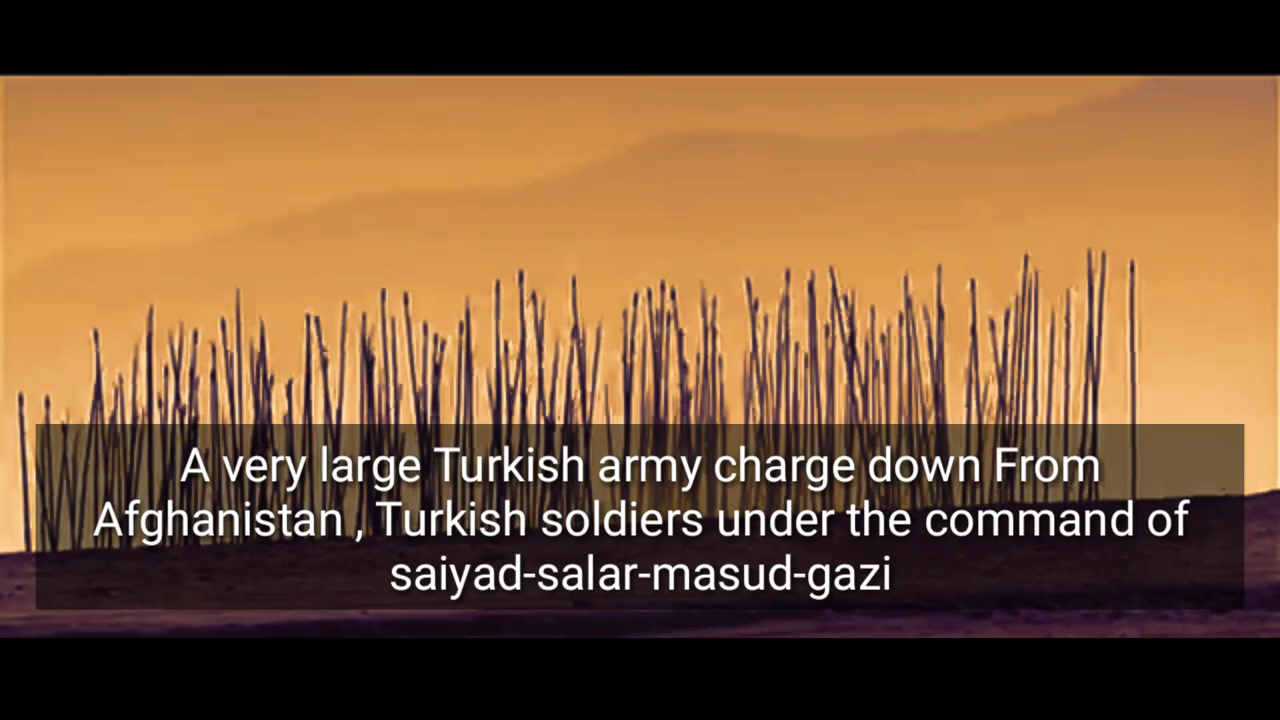 A very large Turkish army charge down From
Afghanistan , Turkish soldiers under the command of
saiyad-salar-masud-gazi